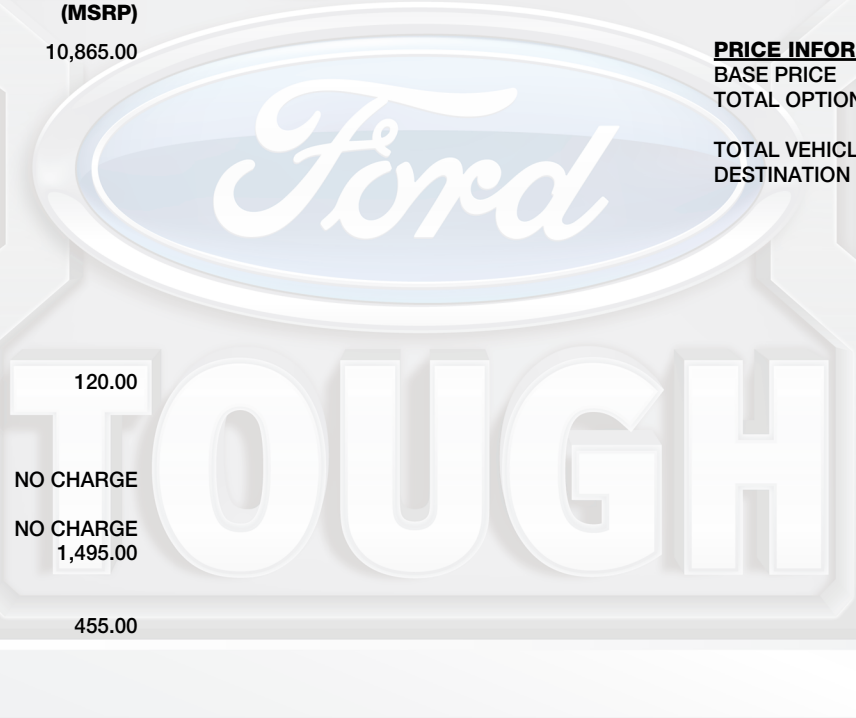 (MSRP)
10,865.00
120.00
NO CHARGE
NO CHARGE
1,495.00
455.00
PRICE INFOR
BASE PRICE
TOTAL OPTION
TOTAL VEHICL
DESTINATION
Ford
TOUGH